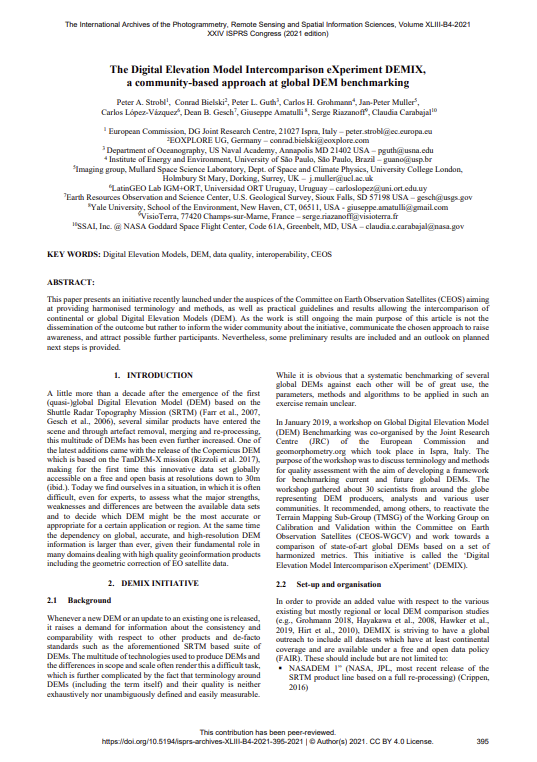 The International Archives of the Photogrammetry, Remote Sensing and Spatial Information Sciences, Volume XLIII-B4-2021
XXIV ISPRS Congress (2021 edition)
The Digital Elevation Model Intercomparison eXperiment DEMIX,
a community-based approach at global DEM benchmarking
Peter A. Strobl1, Conrad Bielski2, Peter L. Guth3, Carlos H. Grohmann4, Jan-Peter Muller5,
Carlos López-Vázquez6, Dean B. Gesch7, Giuseppe Amatulli8, Serge Riazanoff9, Claudia Carabajal10
1 European Commission, DG Joint Research Centre, 21027 Ispra, Italy – peter.strobl@ec.europa.eu
2EOXPLORE UG, Germany – conrad.bielski@eoxplore.com
3 Department of Oceanography, US Naval Academy, Annapolis MD 21402 USA – pguth@usna.edu
4 Institute of Energy and Environment, University of São Paulo, São Paulo, Brazil – guano@usp.br
5Imaging group, Mullard Space Science Laboratory, Dept. of Space and Climate Physics, University College London,
Holmbury St Mary, Dorking, Surrey, UK – j.muller@ucl.ac.uk
6LatinGEO Lab IGM+ORT, Universidad ORT Uruguay, Uruguay – carloslopez@uni.ort.edu.uy
7Earth Resources Observation and Science Center, U.S. Geological Survey, Sioux Falls, SD 57198 USA – gesch@usgs.gov
8Yale University, School of the Environment, New Haven, CT, 06511, USA - giuseppe.amatulli@gmail.com
9VisioTerra, 77420 Champs-sur-Marne, France – serge.riazanoff@visioterra.fr
10SSAI, Inc. @ NASA Goddard Space Flight Center, Code 61A, Greenbelt, MD, USA – claudia.c.carabajal@nasa.gov
KEY WORDS: Digital Elevation Models, DEM, data quality, interoperability, CEOS
ABSTRACT:
This paper presents an initiative recently launched under the auspices of the Committee on Earth Observation Satellites (CEOS) aiming
at providing harmonised terminology and methods, as well as practical guidelines and results allowing the intercomparison of
continental or global Digital Elevation Models (DEM). As the work is still ongoing the main purpose of this article is not the
dissemination of the outcome but rather to inform the wider community about the initiative, communicate the chosen approach to raise
awareness, and attract possible further participants. Nevertheless, some preliminary results are included and an outlook on planned
next steps is provided.
1. INTRODUCTION
A little more than a decade after the emergence of the first
(quasi-)global Digital Elevation Model (DEM) based on the
Shuttle Radar Topography Mission (SRTM) (Farr et al., 2007,
Gesch et al., 2006), several similar products have entered the
scene and through artefact removal, merging and re-processing,
this multitude of DEMs has been even further increased. One of
the latest additions came with the release of the Copernicus DEM
which is based on the TanDEM-X mission (Rizzoli et al. 2017),
making for the first time this innovative data set globally
accessible on a free and open basis at resolutions down to 30m
(ibid.). Today we find ourselves in a situation, in which it is often
difficult, even for experts, to assess what the major strengths,
weaknesses and differences are between the available data sets
and to decide which DEM might be the most accurate or
appropriate for a certain application or region. At the same time
the dependency on global, accurate, and high-resolution DEM
information is larger than ever, given their fundamental role in
many domains dealing with high quality geoinformation products
including the geometric correction of EO satellite data.
2. DEMIX INITIATIVE
2.1 Background
Whenever a new DEM or an update to an existing one is released,
it raises a demand for information about the consistency and
comparability with respect to other products and de-facto
standards such as the aforementioned SRTM based suite of
DEMs. The multitude of technologies used to produce DEMs and
the differences in scope and scale often render this a difficult task,
which is further complicated by the fact that terminology around
DEMs (including the term itself) and their quality is neither
exhaustively nor unambiguously defined and easily measurable.
While it is obvious that a systematic benchmarking of several
global DEMs against each other will be of great use, the
parameters, methods and algorithms to be applied in such an
exercise remain unclear.
In January 2019, a workshop on Global Digital Elevation Model
(DEM) Benchmarking was co-organised by the Joint Research
Centre (JRC) of the European Commission and
geomorphometry.org which took place in Ispra, Italy. The
purpose of the workshop was to discuss terminology and methods
for quality assessment with the aim of developing a framework
for benchmarking current and future global DEMs. The
workshop gathered about 30 scientists from around the globe
representing DEM producers, analysts and various user
communities. It recommended, among others, to reactivate the
Terrain Mapping Sub-Group (TMSG) of the Working Group on
Calibration and Validation within the Committee on Earth
Observation Satellites (CEOS-WGCV) and work towards a
comparison of state-of-art global DEMs based on a set of
harmonized metrics. This initiative is called the ‘Digital
Elevation Model Intercomparison eXperiment’ (DEMIX).
2.2 Set-up and organisation
In order to provide an added value with respect to the various
existing but mostly regional or local DEM comparison studies
(e.g., Grohmann 2018, Hayakawa et al., 2008, Hawker et al.,
2019, Hirt et al., 2010), DEMIX is striving to have a global
outreach to include all datasets which have at least continental
coverage and are available under a free and open data policy
(FAIR). These should include but are not limited to:
• NASADEM 1” (NASA, JPL, most recent release of the
SRTM product line based on a full re-processing) (Crippen,
2016)
This contribution has been peer-reviewed.
https://doi.org/10.5194/isprs-archives-XLIII-B4-2021-395-2021 | © Author(s) 2021. CC BY 4.0 License.
395